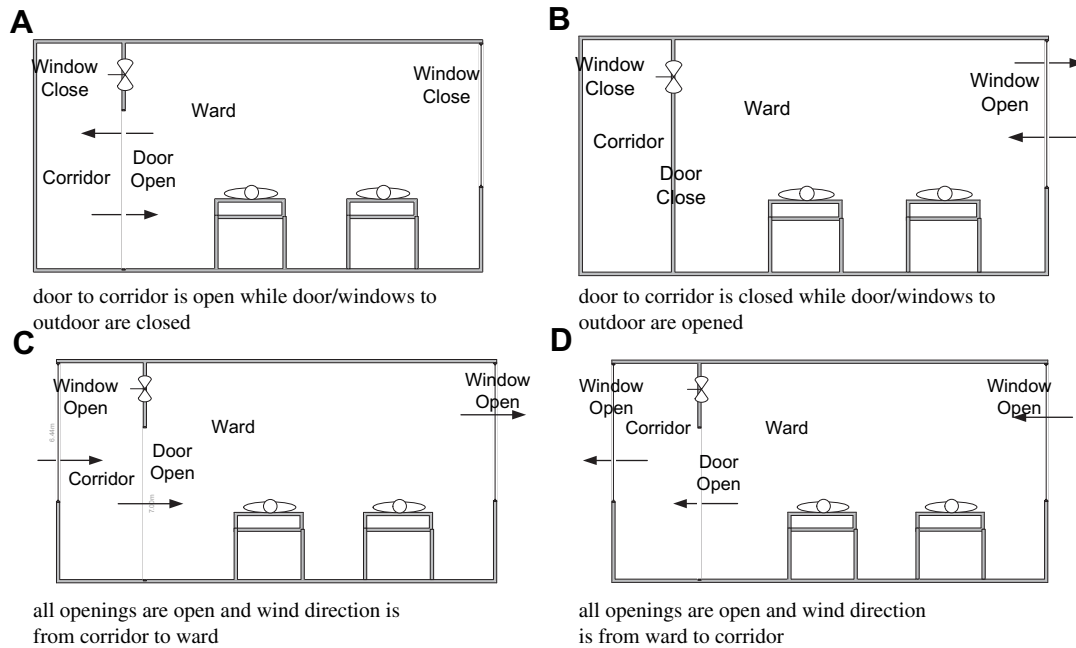 A
Window
Close
Window
Close
Ward
Door
Open
Corridor
door to corridor is open while door/windows to
outdoor are closed
B
Window
Close
Window
Open
Ward
Corridor
Door
Close
door to corridor is closed while door/windows to
outdoor are opened
C
Window
Open
Window
Open
Ward
Door
Open
Corridor
all openings are open and wind direction is
from corridor to ward
D
Window
Open
Window
Open
Corridor
Ward
Door
Open
all openings are open and wind direction
is from ward to corridor